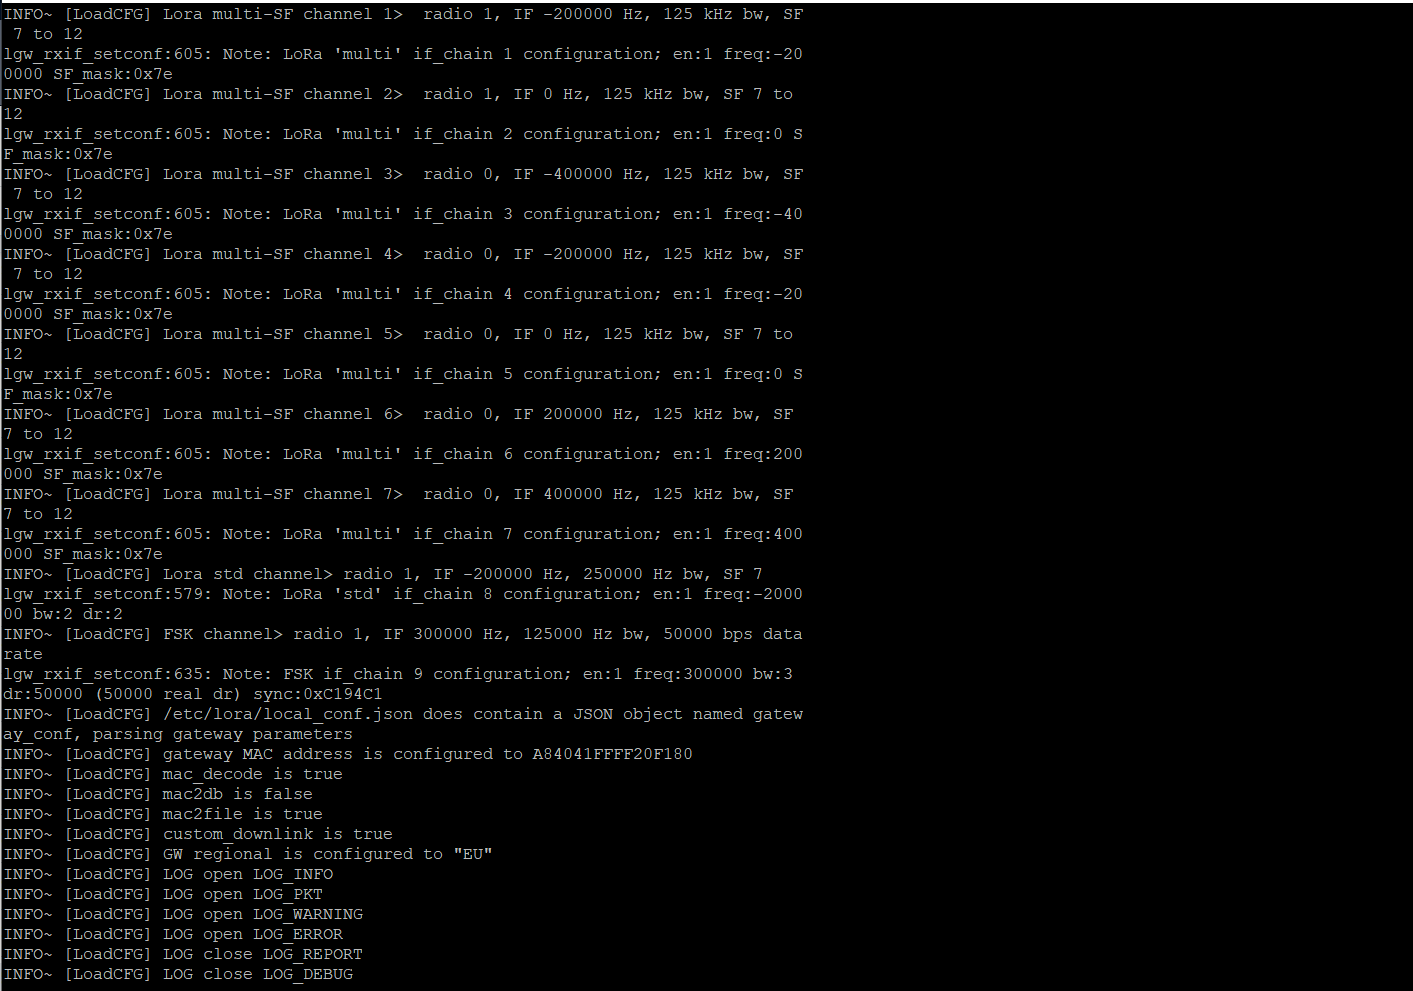 INFO~ [LoadCFG] Lora multi-SF channel 1>  radio 1, IF -200000 Hz, 125 kHz bw, SF
 7 to 12
lgw_rxif_setconf:605: Note: LoRa 'multi' if_chain 1 configuration; en:1 freq:-20
0000 SF_mask:0x7e
INFO~ [LoadCFG] Lora multi-SF channel 2>  radio 1, IF 0 Hz, 125 kHz bw, SF 7 to
12
lgw_rxif_setconf:605: Note: LoRa 'multi' if_chain 2 configuration; en:1 freq:0 S
F_mask:0x7e
INFO~ [LoadCFG] Lora multi-SF channel 3>  radio 0, IF -400000 Hz, 125 kHz bw, SF
 7 to 12
lgw_rxif_setconf:605: Note: LoRa 'multi' if_chain 3 configuration; en:1 freq:-40
0000 SF_mask:0x7e
INFO~ [LoadCFG] Lora multi-SF channel 4>  radio 0, IF -200000 Hz, 125 kHz bw, SF
 7 to 12
lgw_rxif_setconf:605: Note: LoRa 'multi' if_chain 4 configuration; en:1 freq:-20
0000 SF_mask:0x7e
INFO~ [LoadCFG] Lora multi-SF channel 5>  radio 0, IF 0 Hz, 125 kHz bw, SF 7 to
12
lgw_rxif_setconf:605: Note: LoRa 'multi' if_chain 5 configuration; en:1 freq:0 S
F_mask:0x7e
INFO~ [LoadCFG] Lora multi-SF channel 6>  radio 0, IF 200000 Hz, 125 kHz bw, SF
7 to 12
lgw_rxif_setconf:605: Note: LoRa 'multi' if_chain 6 configuration; en:1 freq:200
000 SF_mask:0x7e
INFO~ [LoadCFG] Lora multi-SF channel 7>  radio 0, IF 400000 Hz, 125 kHz bw, SF
7 to 12
lgw_rxif_setconf:605: Note: LoRa 'multi' if_chain 7 configuration; en:1 freq:400
000 SF_mask:0x7e
INFO~ [LoadCFG] Lora std channel> radio 1, IF -200000 Hz, 250000 Hz bw, SF 7
lgw_rxif_setconf:579: Note: LoRa 'std' if_chain 8 configuration; en:1 freq:-2000
00 bw:2 dr:2
INFO~ [LoadCFG] FSK channel> radio 1, IF 300000 Hz, 125000 Hz bw, 50000 bps data
rate
lgw_rxif_setconf:635: Note: FSK if_chain 9 configuration; en:1 freq:300000 bw:3
dr:50000 (50000 real dr) sync:0xC194C1
INFO~ [LoadCFG] /etc/lora/local_conf.json does contain a JSON object named gatew
ay_conf, parsing gateway parameters
INFO~ [LoadCFG] gateway MAC address is configured to A84041FFFF20F180
INFO~ [LoadCFG] mac_decode is true
INFO~ [LoadCFG] mac2db is false
INFO~ [LoadCFG] mac2file is true
INFO~ [LoadCFG] custom_downlink is true
INFO~ [LoadCFG] GW regional is configured to "EU"
INFO~ [LoadCFG] LOG open LOG_INFO
INFO~ [LoadCFG] LOG open LOG_PKT
INFO~ [LoadCFG] LOG open LOG_WARNING
INFO~ [LoadCFG] LOG open LOG_ERROR
INFO~ [LoadCFG] LOG close LOG_REPORT
INFO~ [LoadCFG] LOG close LOG_DEBUG